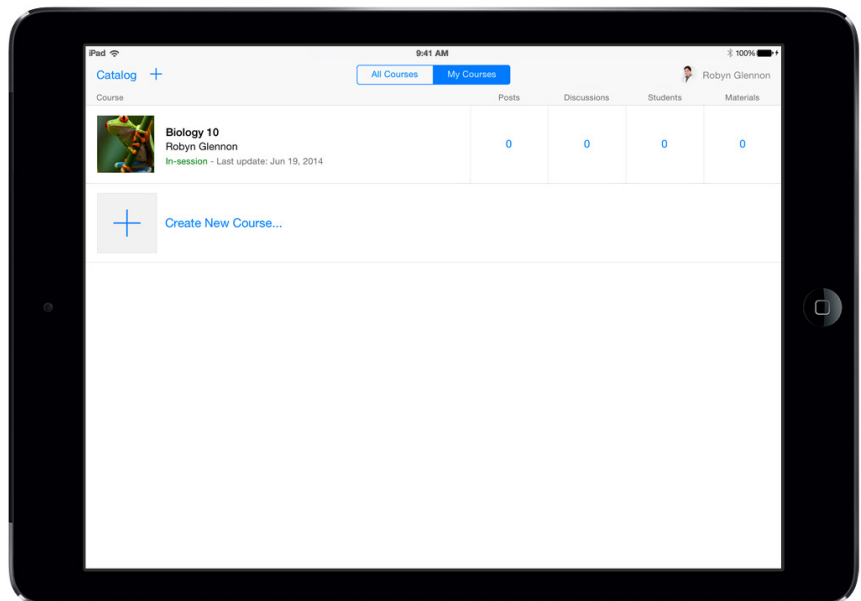 iPad 9:41 AM 100%
Catalog All Courses My Courses Robyn Glennon
Course Posts Discussions Students Materials
Biology 10
Robyn Glennon
In-session - Last update: Jun 19, 2014
0 0 0 0
Create New Course...